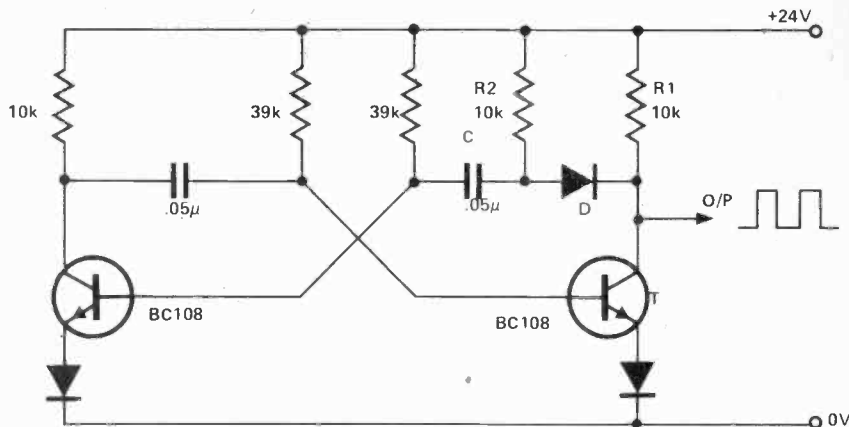 +24V
10k
39k
39k
R2
10k
R1
10k
C
.05μ
.05μ
D
O/P
BC108
BC108
T
0V